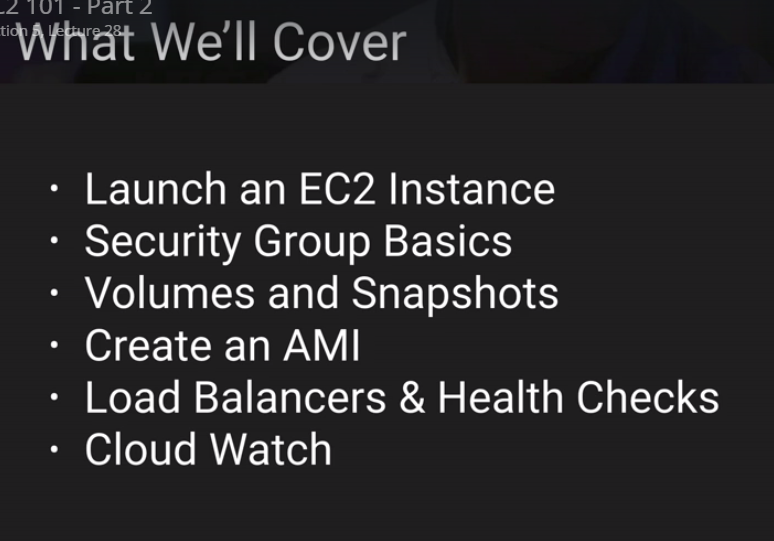 C2 101 - Part 2
tion 5, Lecture 28
What We'll Cover
· Launch an EC2 Instance
· Security Group Basics
· Volumes and Snapshots
· Create an AMI
· Load Balancers & Health Checks
· Cloud Watch